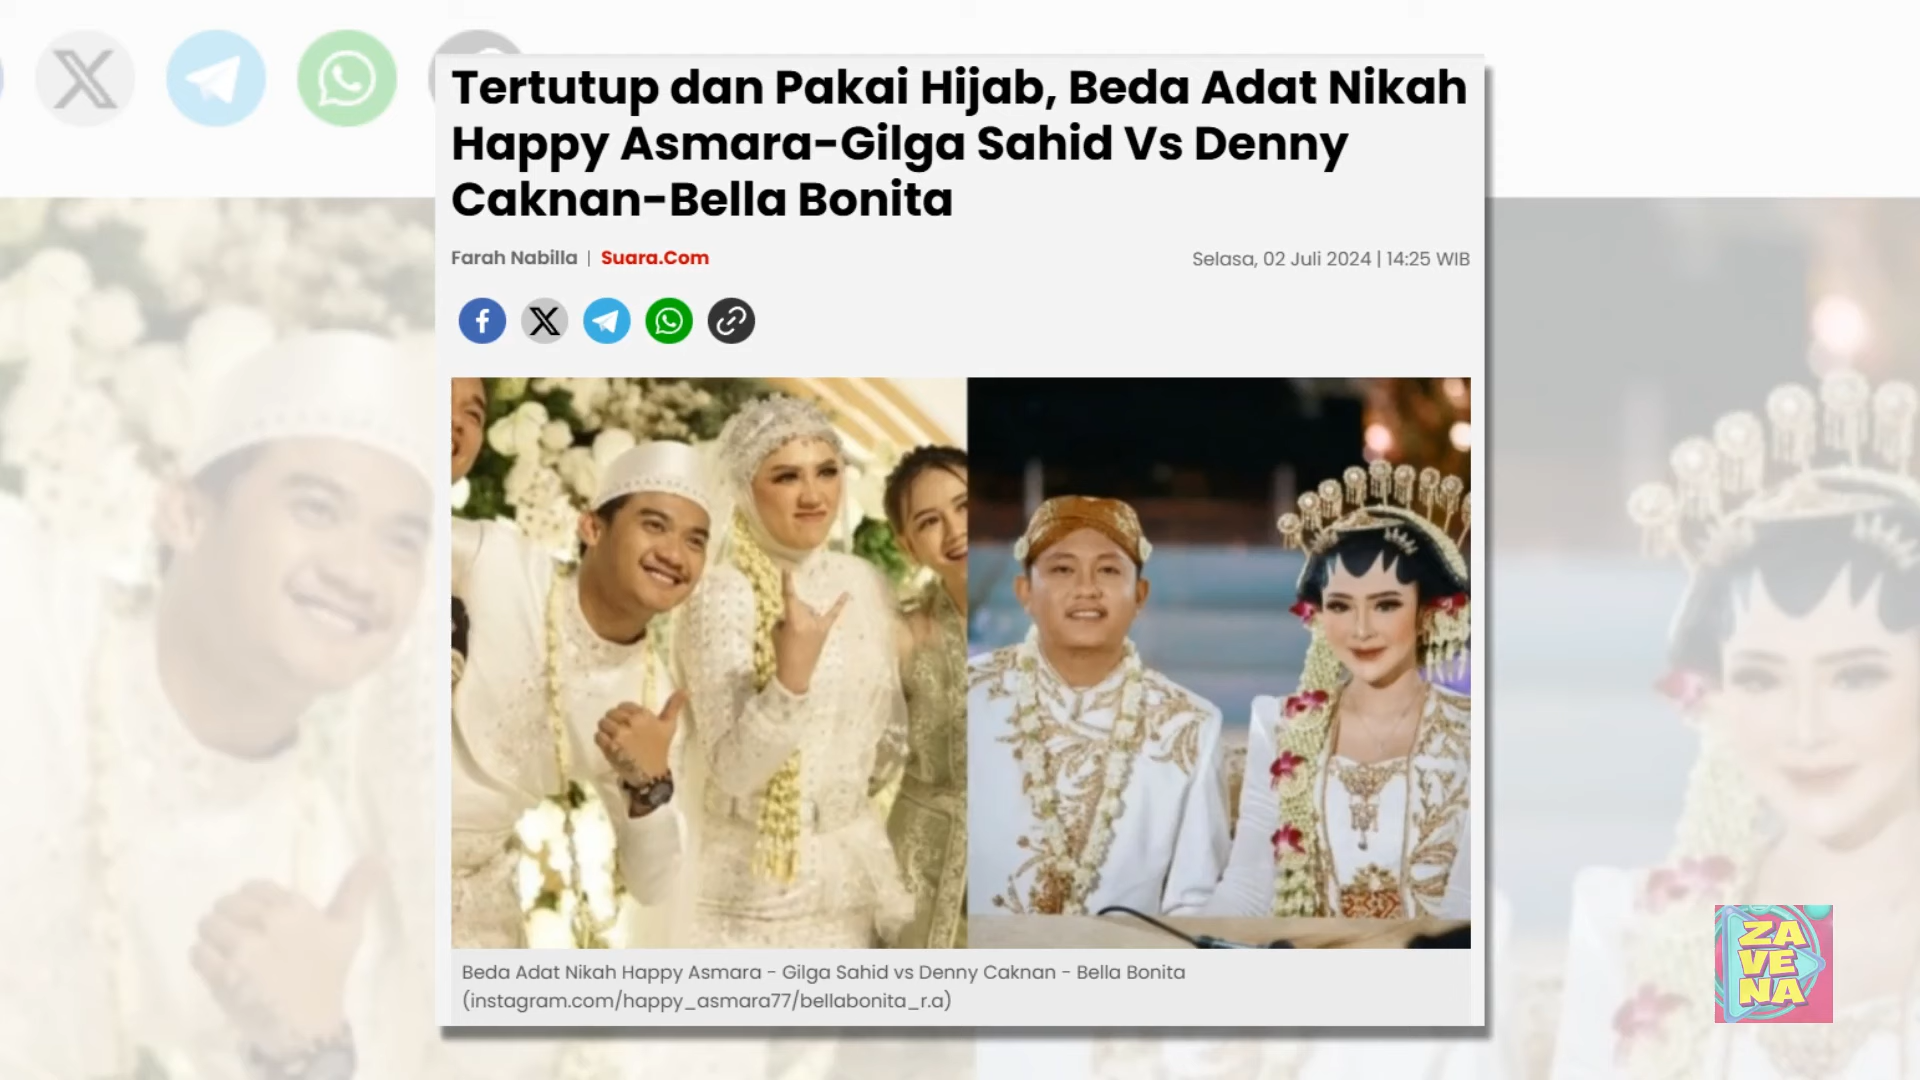 Tertutup dan Pakai Hijab, Beda Adat Nikah
Happy Asmara-Gilga Sahid Vs Denny
Caknan-Bella Bonita
Farah Nabilla | Suara.Com
Selasa, 02 Juli 2024 | 14:25 WIB
Beda Adat Nikah Happy Asmara - Gilga Sahid vs Denny Caknan - Bella Bonita
(instagram.com/happy_asmara77/bellabonita_r.a)
ZA
VE
NA